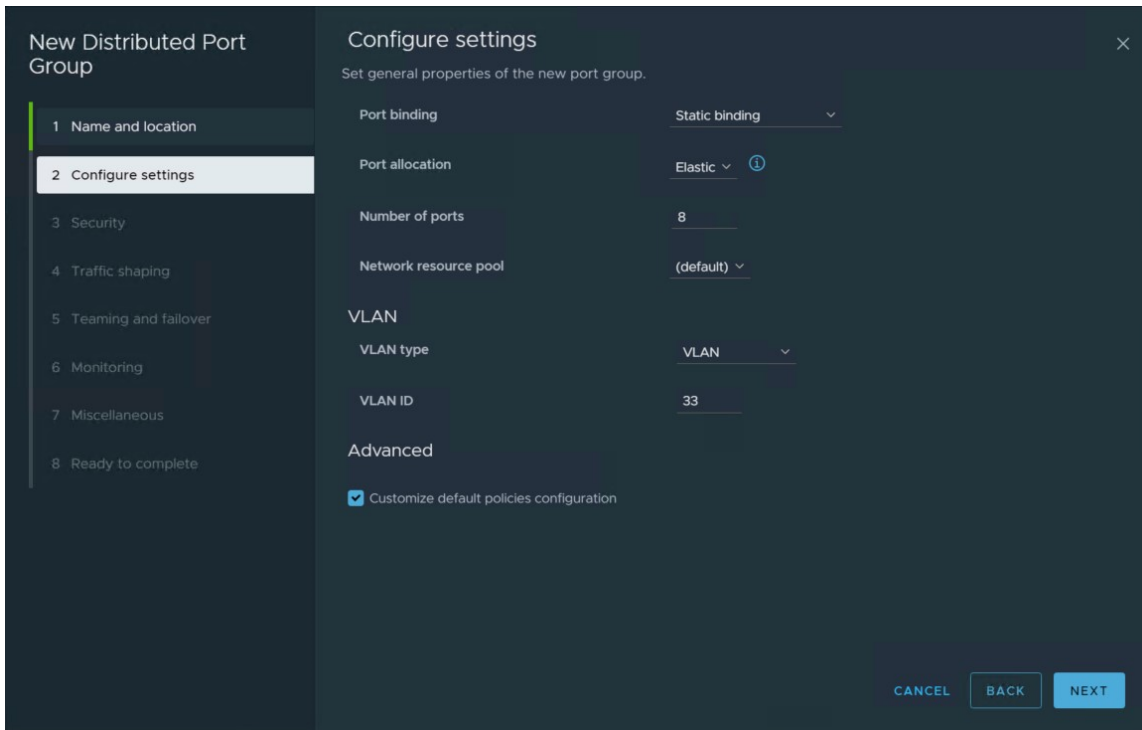 New Distributed Port
Group
1 Name and location
2 Configure settings
3 Security
4 Traffic shaping
5 Teaming and failover
6 Monitoring
7 Miscellaneous
8 Ready to complete
Configure settings
Set general properties of the new port group.
Port binding Static binding
Port allocation Elastic
Number of ports 8
Network resource pool (default)
VLAN
VLAN type VLAN
VLAN ID 33
Advanced
Customize default policies configuration
CANCEL BACK NEXT